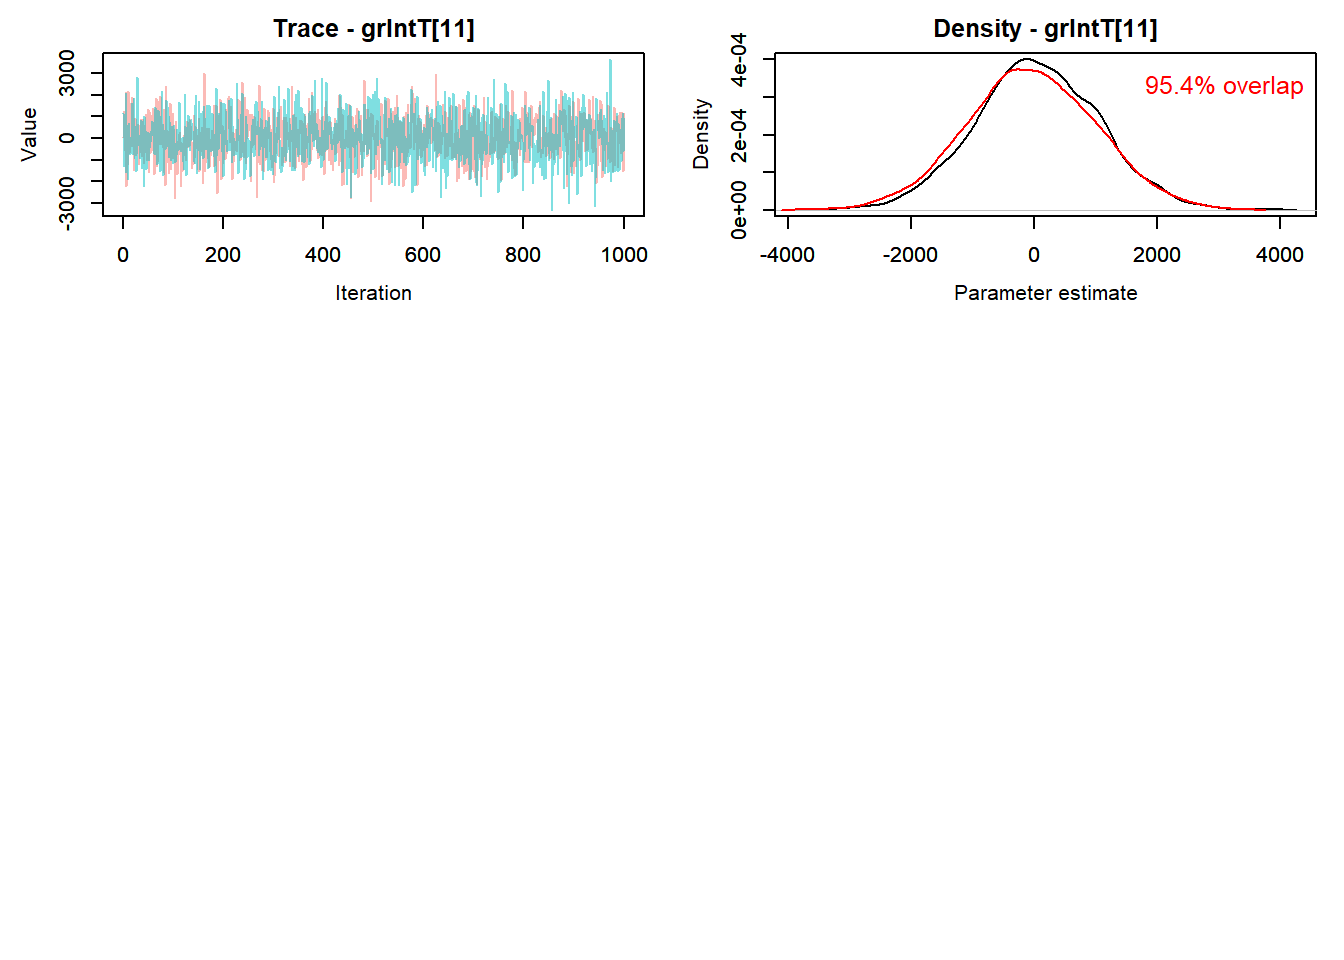 Trace - grIntT[11]
Value
3000
0
-3000
0 200 400 600 800 1000
Iteration
Density - grIntT[11]
95.4% overlap
Density
4e-04
2e-04
0e+00
-4000 -2000 0 2000 4000
Parameter estimate